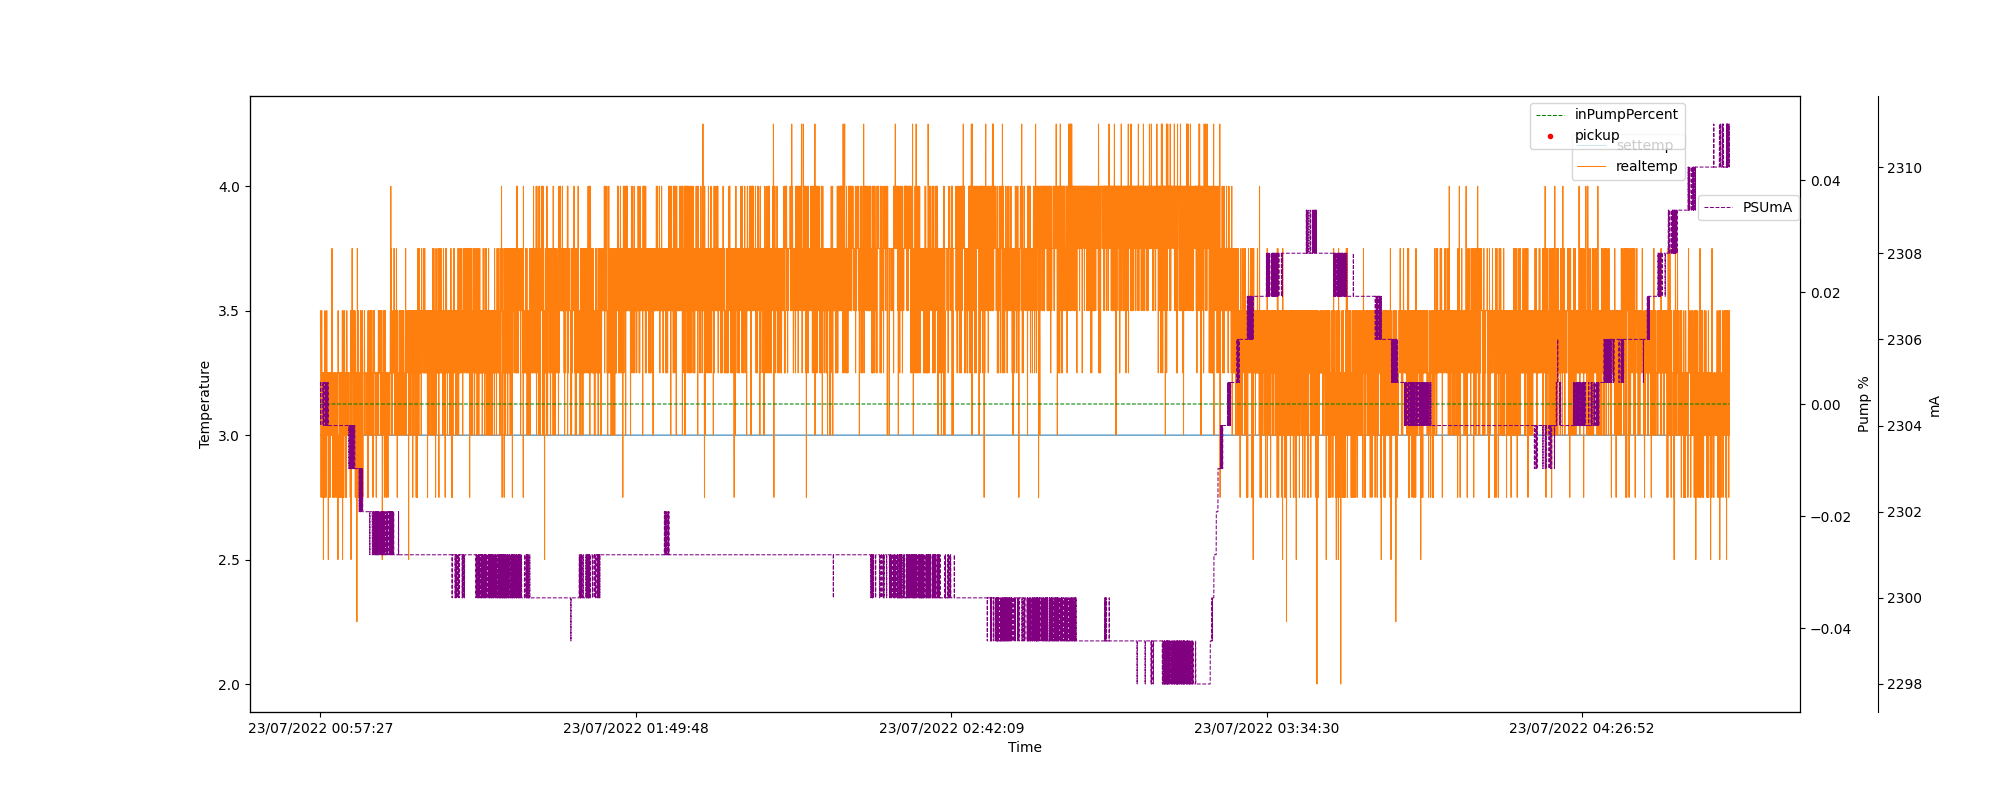 inPumpPercent
pickup
settemp
realtemp
PSUmA
4.0
3.5
3.0
2.5
2.0
Temperature
0.04
0.02
0.00
−0.02
−0.04
Pump %
2310
2308
2306
2304
2302
2300
2298
mA
23/07/2022 00:57:27
23/07/2022 01:49:48
23/07/2022 02:42:09
23/07/2022 03:34:30
23/07/2022 04:26:52
Time